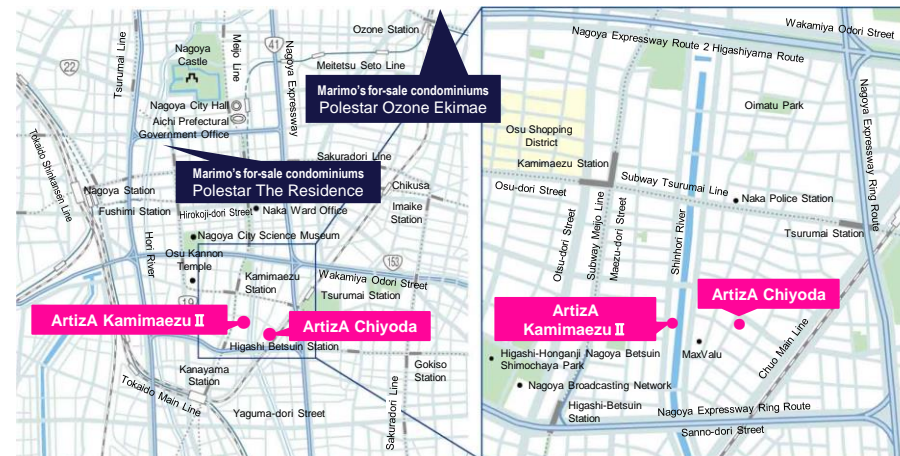 Ozone Station
Tsurumai Line
Meijo Line
41
Nagoya Expressway
Nagoya
Castle
22
Meitetsu Seto Line
Marimo's for-sale condominiums
Polestar Ozone Ekimae
Nagoya City Hall
Aichi Prefectural
Government Office
Tokaido Shinkansen Line
Sakuradori Line
Marimo's for-sale condominiums
Polestar The Residence
Chikusa
Nagoya Station
Imaike
Station
Fushimi Station
Hirokoji-dori Street
Naka Ward Office
Hori River
Nagoya City Science Museum
Osu Kannon
Temple
153
Kamimaezu
Station
Wakamiya Odori Street
Tsurumai Station
19
ArtizA Kamimaezu Ⅱ
ArtizA Chiyoda
Higashi Betsuin Station
Kanayama
Station
Gokiso
Station
Tokaido Main Line
Sakuradori Line
Yaguma-dori Street
Wakamiya Odori Street
Nagoya Expressway Route 2 Higashiyama Route
Nagoya Expressway Ring Route
Oimatu Park
Osu Shopping
District
Kamimaezu Station
Subway Tsurumai Line
Osu-dori Street
Naka Police Station
Tsurumai Station
Otsu-dori Street
Subway Meijo Line
Maezu-dori Street
Shinhori River
ArtizA Chiyoda
ArtizA
Kamimaezu Ⅱ
MaxValu
Chuo Main Line
Higashi-Honganji Nagoya Betsuin
Shimochaya Park
Nagoya Broadcasting Network
Higashi-Betsuin
Station
Nagoya Expressway Ring Route
Sanno-dori Street